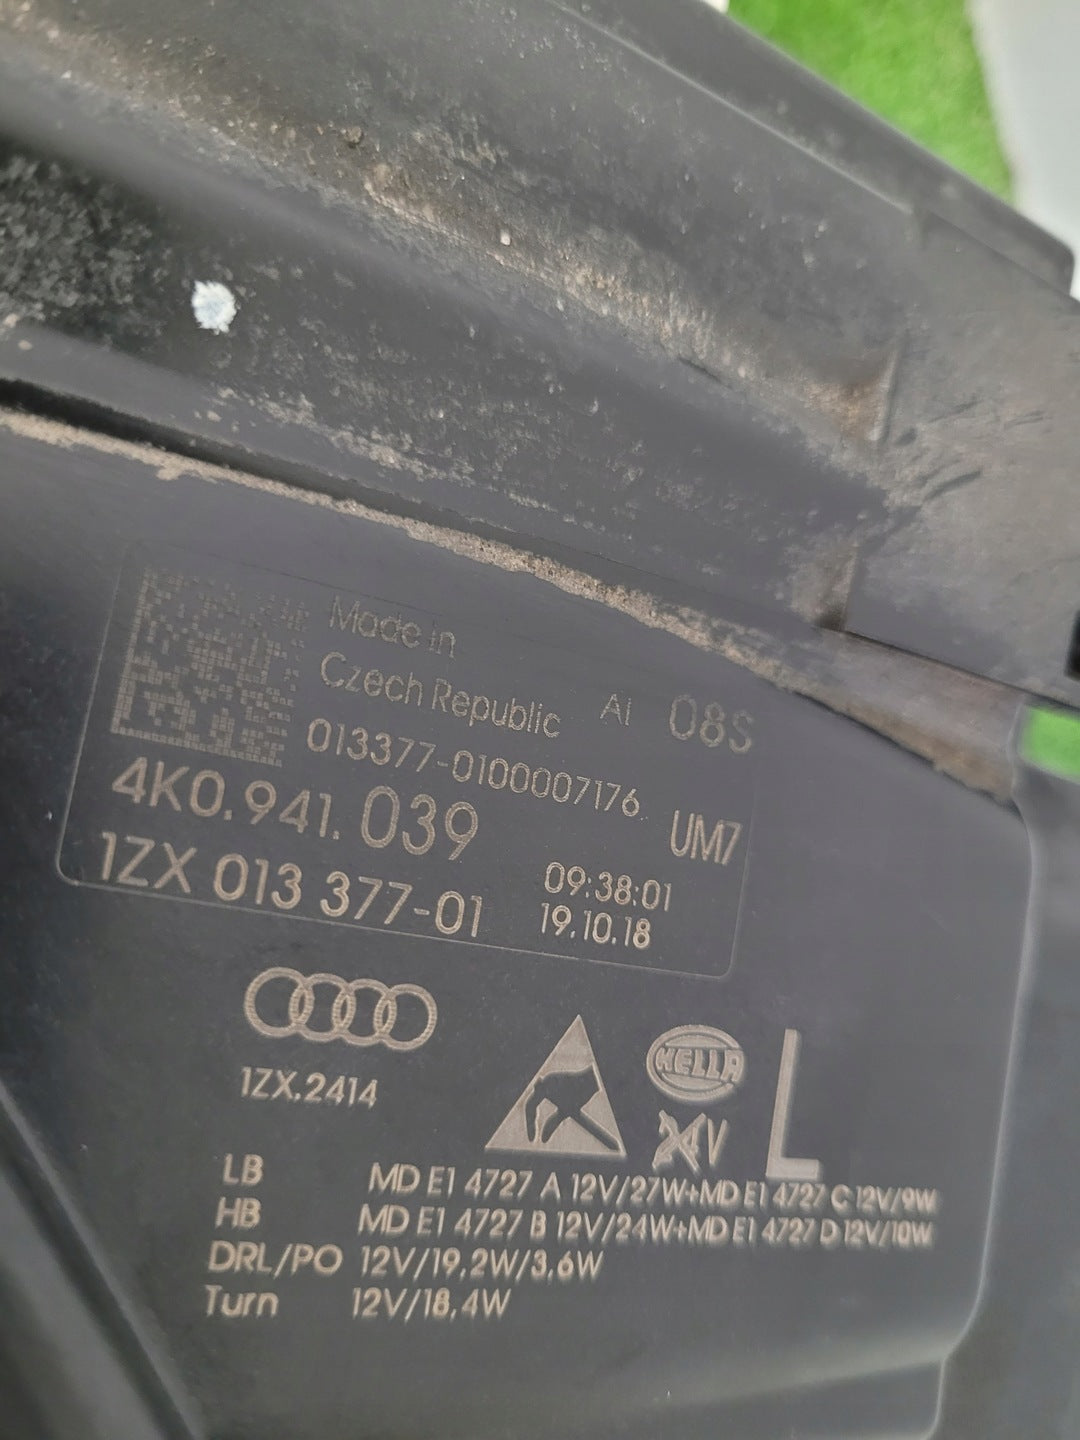 Made in
Czech Republic AI 08S
013377-0100007176
4K0.941.039 UM7
1ZX 013 377-01 09:38:01
19.10.18
1ZX.2414
HELLA
24V
L
LB MD E1 4727 A 12V/27W+MD E1 4727 C 12V/9W
HB MD E1 4727 B 12V/24W+MD E1 4727 D 12V/10W
DRL/PO 12V/19,2W/3,6W
Turn 12V/18,4W